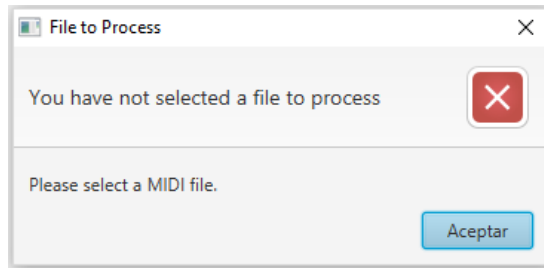 File to Process
You have not selected a file to process
Please select a MIDI file.
Aceptar